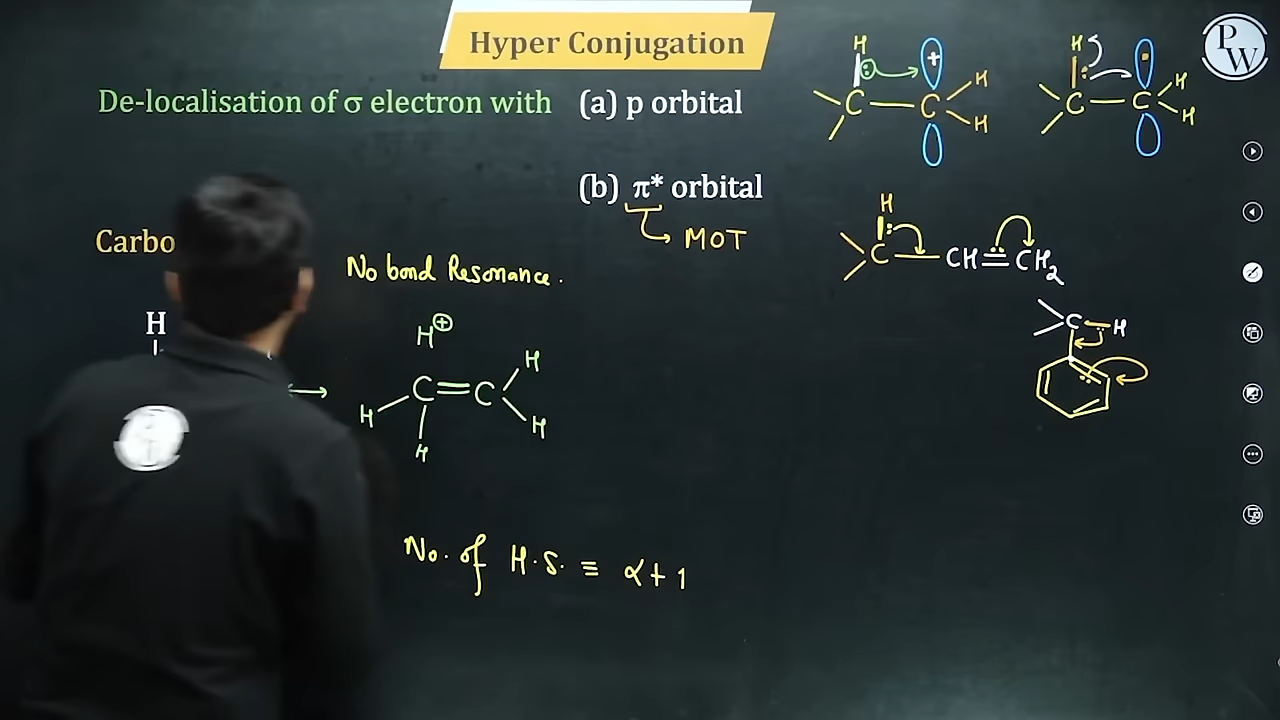 Hyper Conjugation
PW
De-localisation of σ electron with (a) p orbital
(b) π* orbital
MOT
Carbo
No bond Resonance.
H
H⊕
C=C
H
H
H
H
No. of H.S. ≡ α+1
H
+
C — C
H
H
H
C — C
H
H
H
C — CH=CH₂
C — H